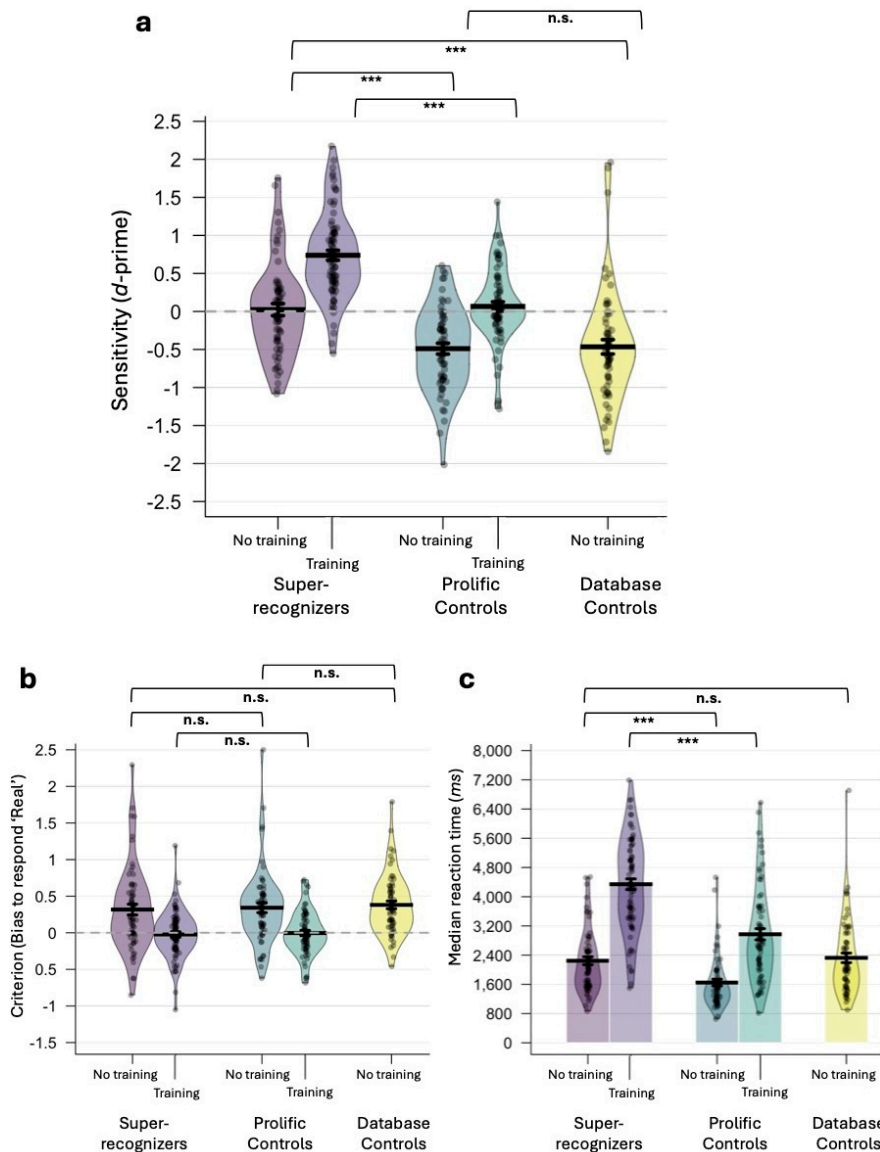 a
n.s.
***
***
***
2.5
2
1.5
1
0.5
0
-0.5
-1
-1.5
-2
-2.5
Sensitivity (d-prime)
No training
Training
No training
Training
No training
Super-
recognizers
Prolific
Controls
Database
Controls
b
n.s.
n.s.
n.s.
n.s.
2.5
2
1.5
1
0.5
0
0.5
-1
-1.5
Criterion (Bias to respond ‘Real’)
No training
Training
No training
Training
No training
Super-
recognizers
Prolific
Controls
Database
Controls
c
n.s.
***
***
8,000
7,200
6,400
5,600
4,800
4,000
3,200
2,400
1,600
800
0
Median reaction time (ms)
No training
Training
No training
Training
No training
Super-
recognizers
Prolific
Controls
Database
Controls